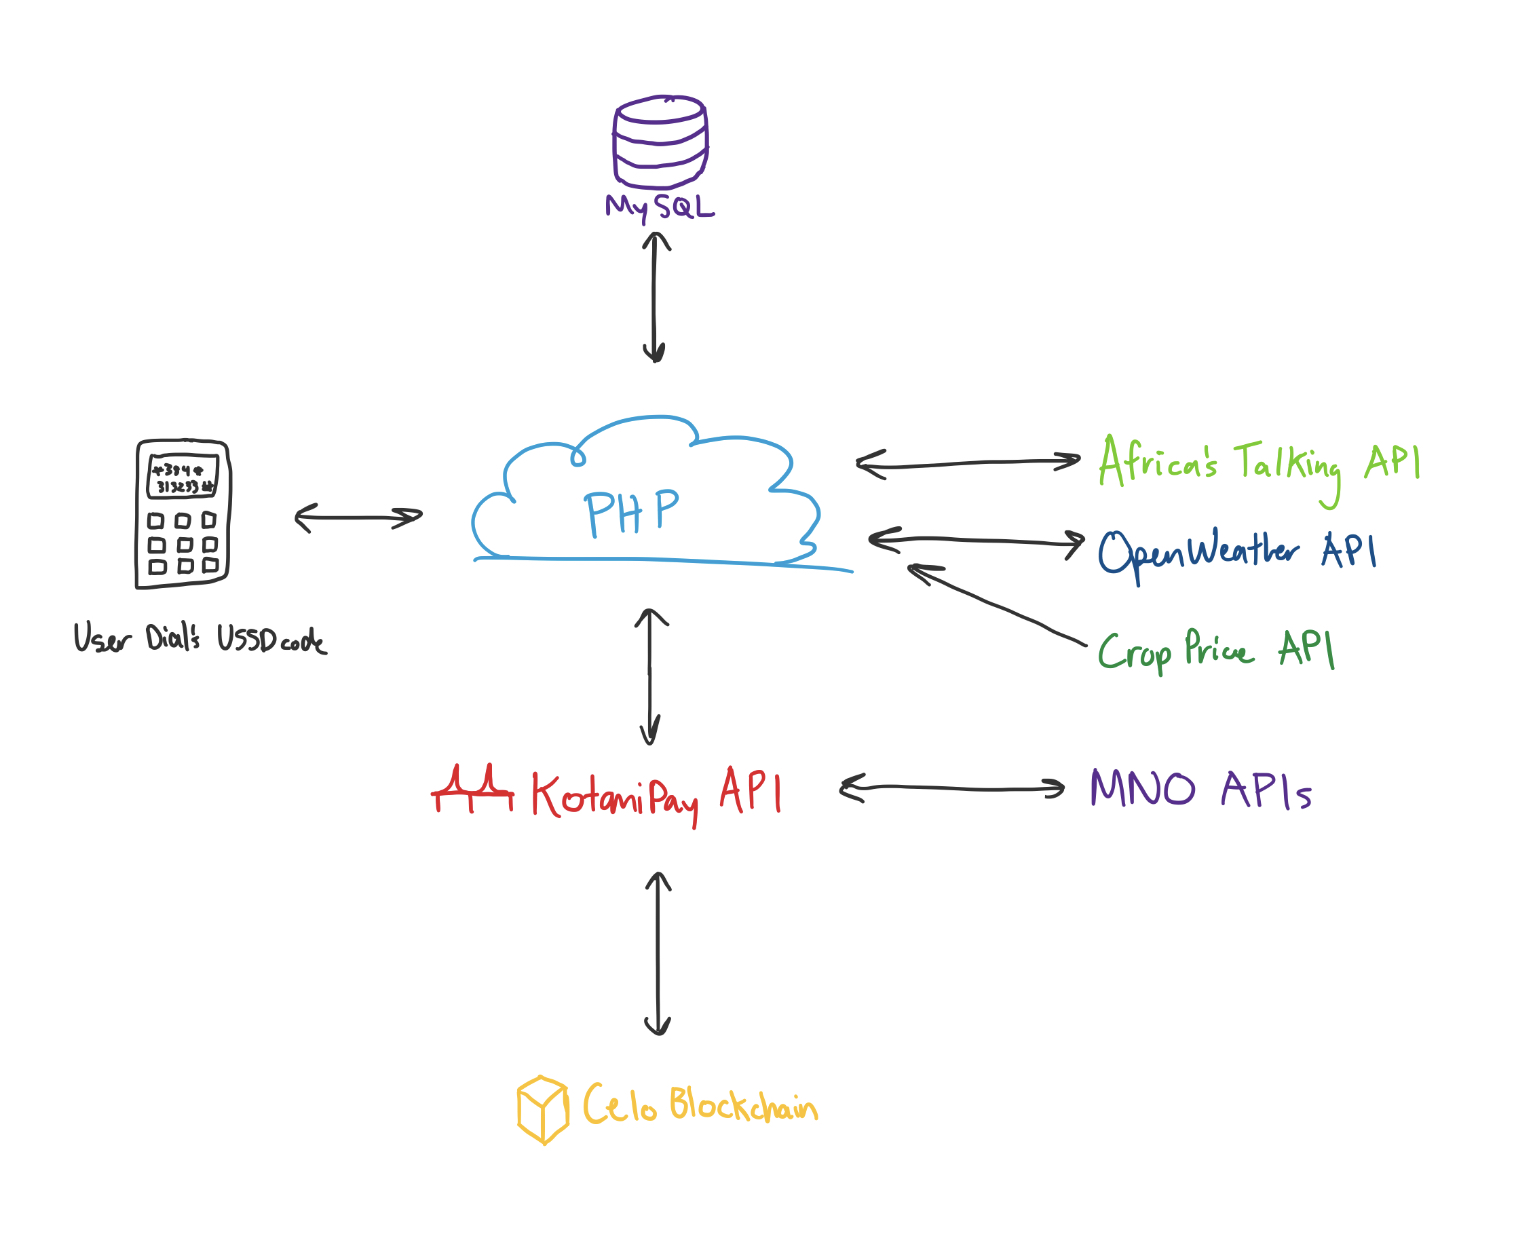 MySQL
*384*
313233#
PHP
User Dial's USSD code
Africa's Talking API
OpenWeather API
Crop Price API
KotaniPay API
MNO APIs
Celo Blockchain